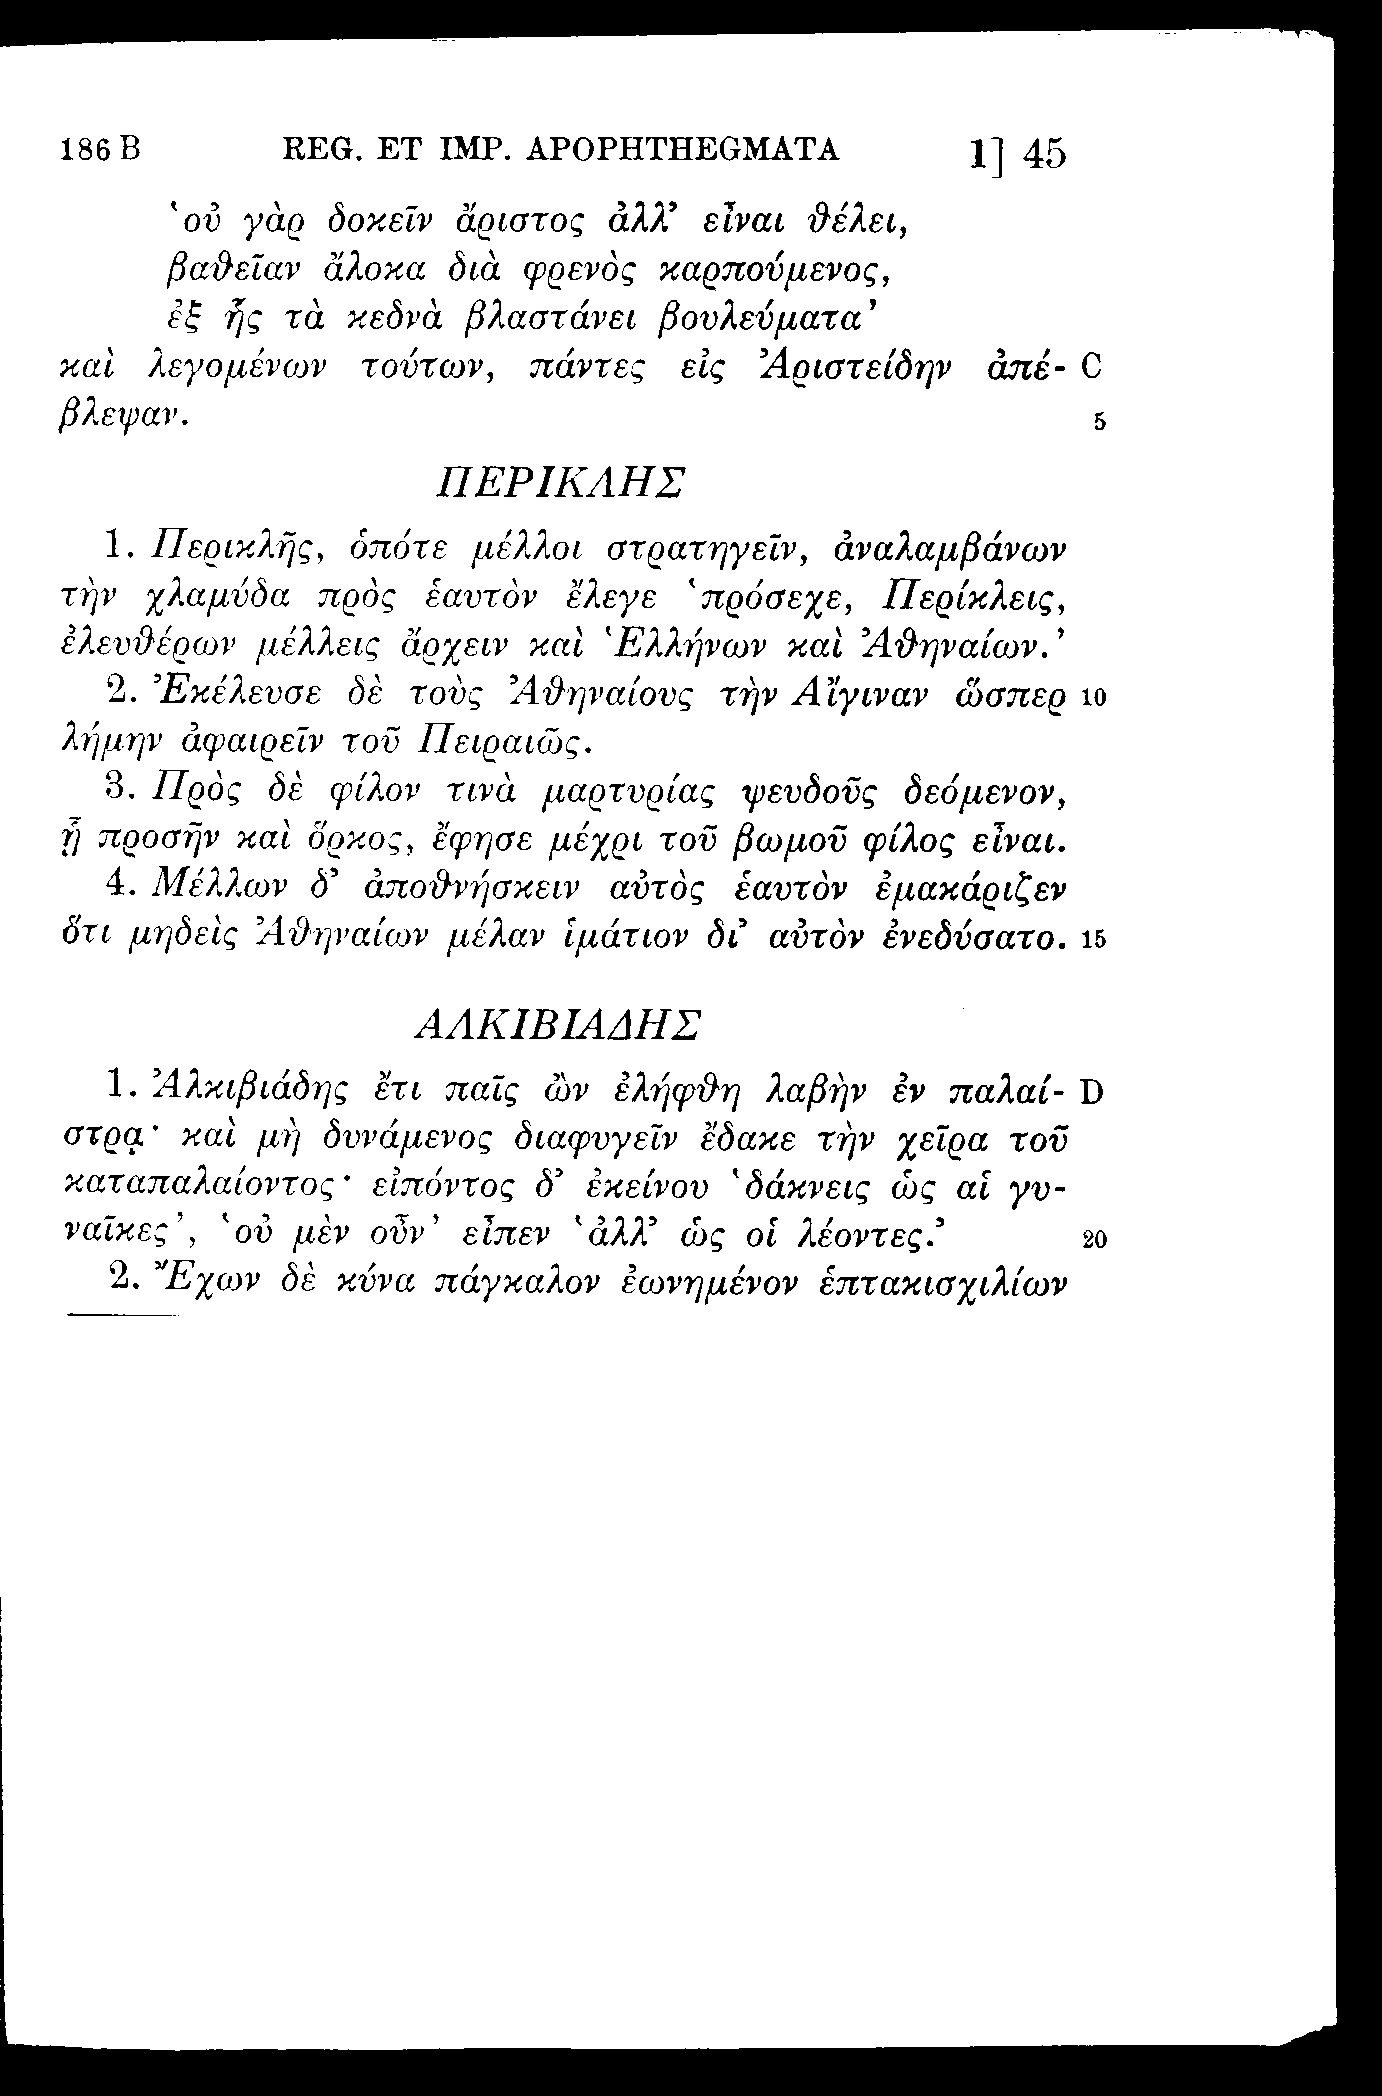 186 B REG. ET IMP. APOPHTHEGMATA 1] 45
‛οὐ γὰρ δοκεῖν ἄριστος ἀλλ’ εἶναι θέλει,
βαθεῖαν ἄλοκα διὰ φρενὸς καρπούμενος,
ἐξ ἧς τὰ κεδνὰ βλαστάνει βουλεύματα’
καὶ λεγομένων τούτων, πάντες εἰς Ἀριστείδην ἀπέ- C
βλεψαν. 5
ΠΕΡΙΚΛΗΣ
1. Περικλῆς, ὁπότε μέλλοι στρατηγεῖν, ἀναλαμβάνων
τὴν χλαμύδα πρὸς ἑαυτὸν ἔλεγε ‛πρόσεχε, Περίκλεις,
ἐλευθέρων μέλλεις ἄρχειν καὶ Ἑλλήνων καὶ Ἀθηναίων.’
2. Ἐκέλευσε δὲ τοὺς Ἀθηναίους τὴν Αἴγιναν ὥσπερ 10
λήμην ἀφαιρεῖν τοῦ Πειραιῶς.
3. Πρὸς δὲ φίλον τινὰ μαρτυρίας ψευδοῦς δεόμενον,
ᾗ προσῆν καὶ ὅρκος, ἔφησε μέχρι τοῦ βωμοῦ φίλος εἶναι.
4. Μέλλων δ’ ἀποθνήσκειν αὐτὸς ἑαυτὸν ἐμακάριζεν
ὅτι μηδεὶς Ἀθηναίων μέλαν ἱμάτιον δι’ αὐτὸν ἐνεδύσατο. 15
ΑΛΚΙΒΙΑΔΗΣ
1. Ἀλκιβιάδης ἔτι παῖς ὢν ἐλήφθη λαβὴν ἐν παλαί- D
στρᾳ· καὶ μὴ δυνάμενος διαφυγεῖν ἔδακε τὴν χεῖρα τοῦ
καταπαλαίοντος· εἰπόντος δ’ ἐκείνου ‛δάκνεις ὡς αἱ γυ-
ναῖκες’, ‛οὐ μὲν οὖν’ εἶπεν ‛ἀλλ’ ὡς οἱ λέοντες.’ 20
2. Ἔχων δὲ κύνα πάγκαλον ἐωνημένον ἑπτακισχιλίων